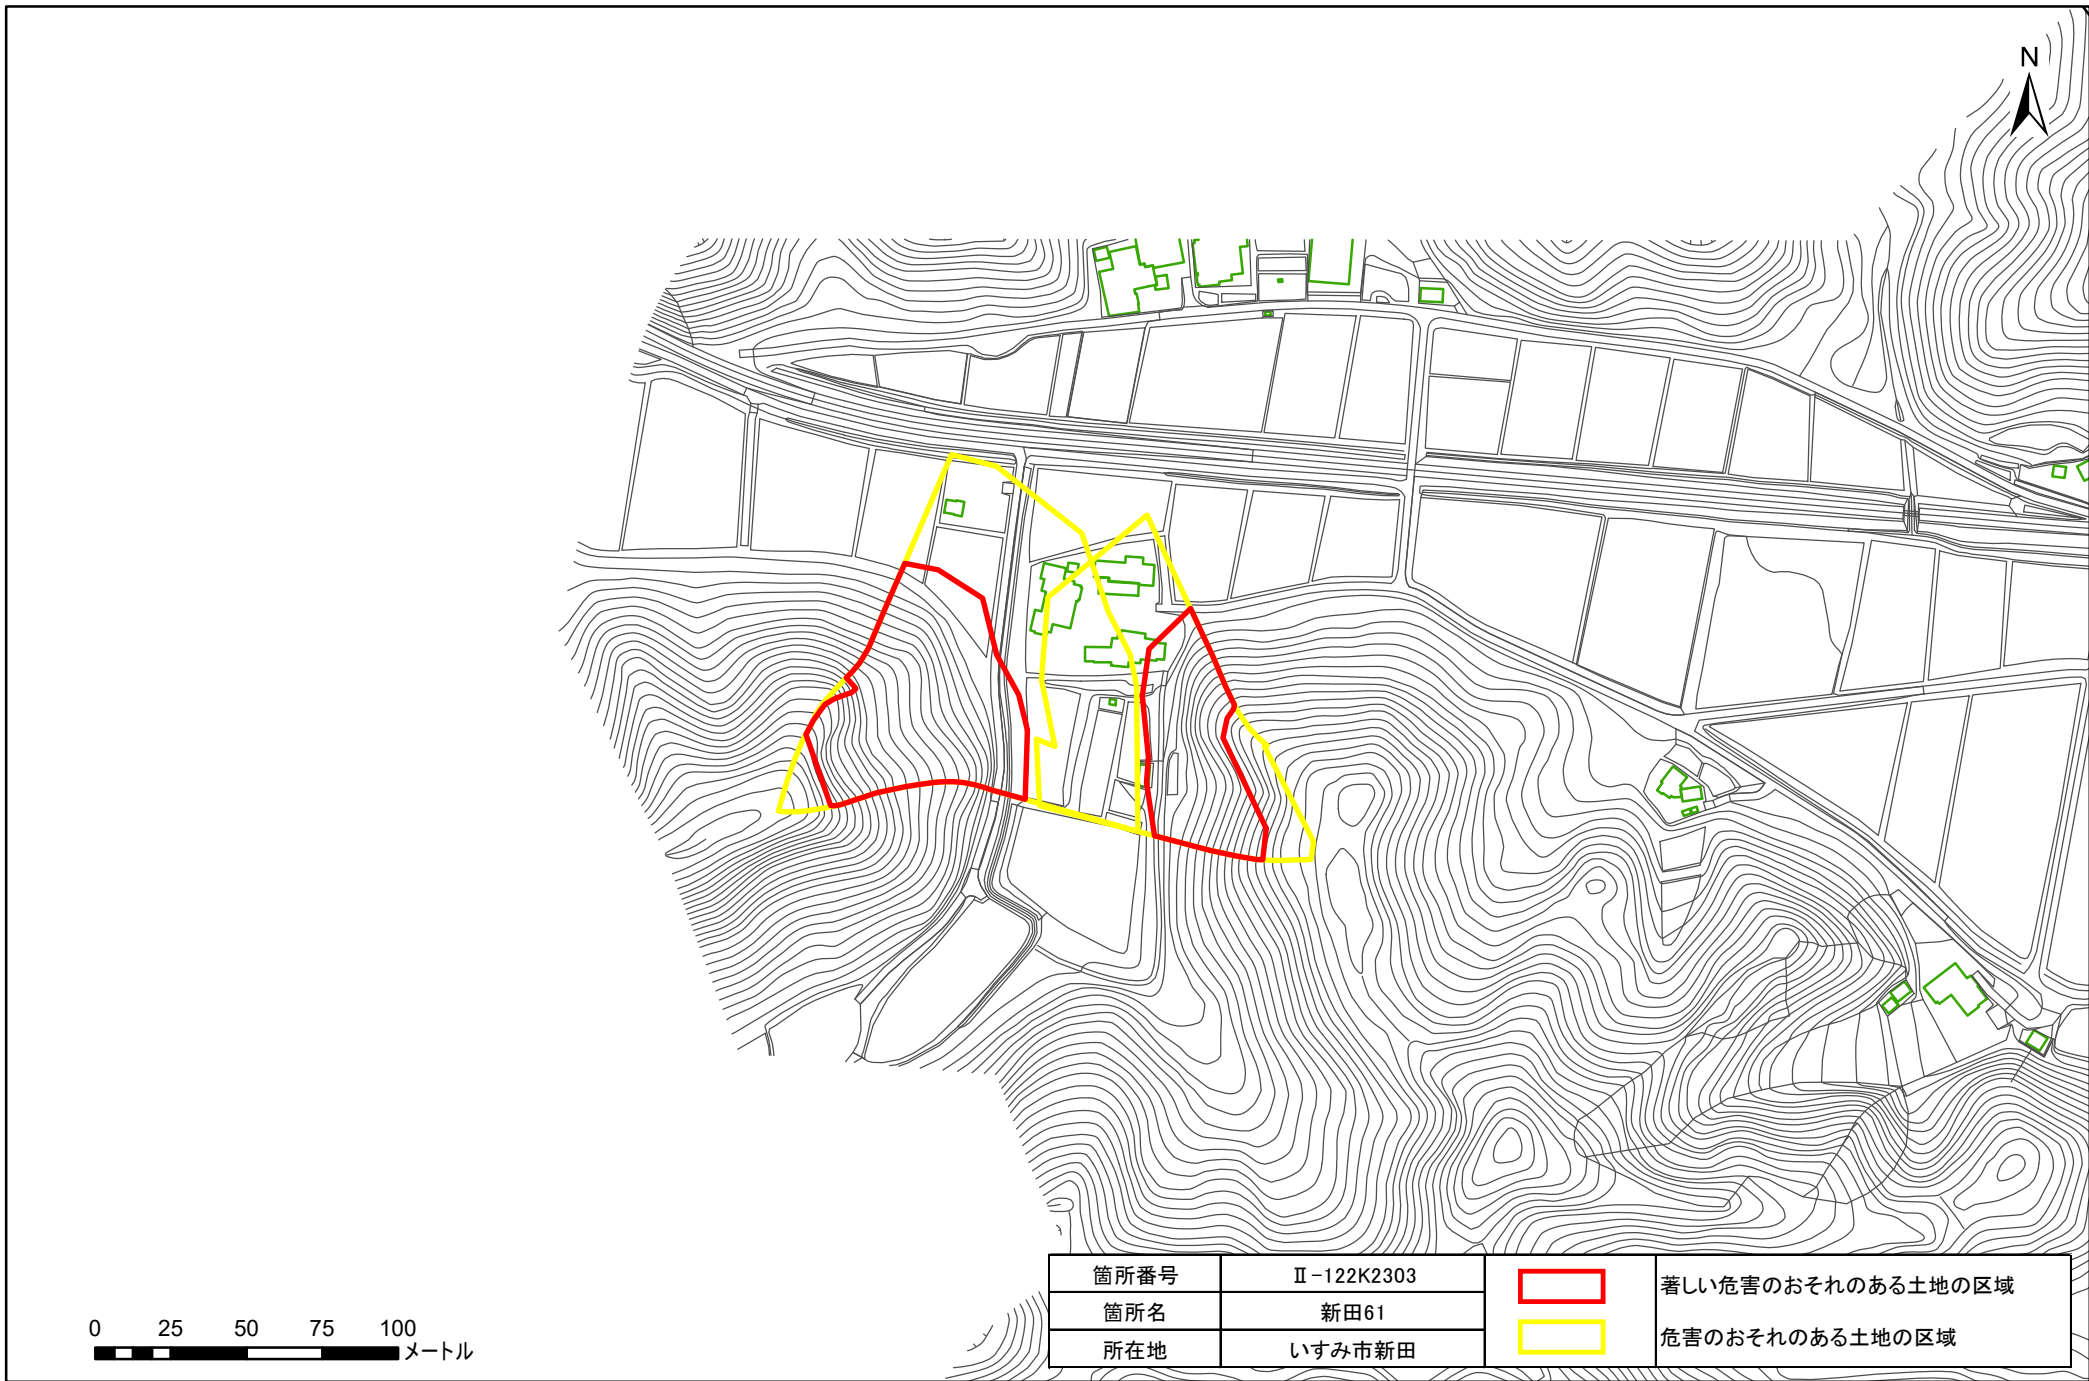 N
0 25 50 75 100
メートル
箇所番号 Ⅱ-122K2303
箇所名 新田61
所在地 いすみ市新田
著しい危害のおそれのある土地の区域
危害のおそれのある土地の区域